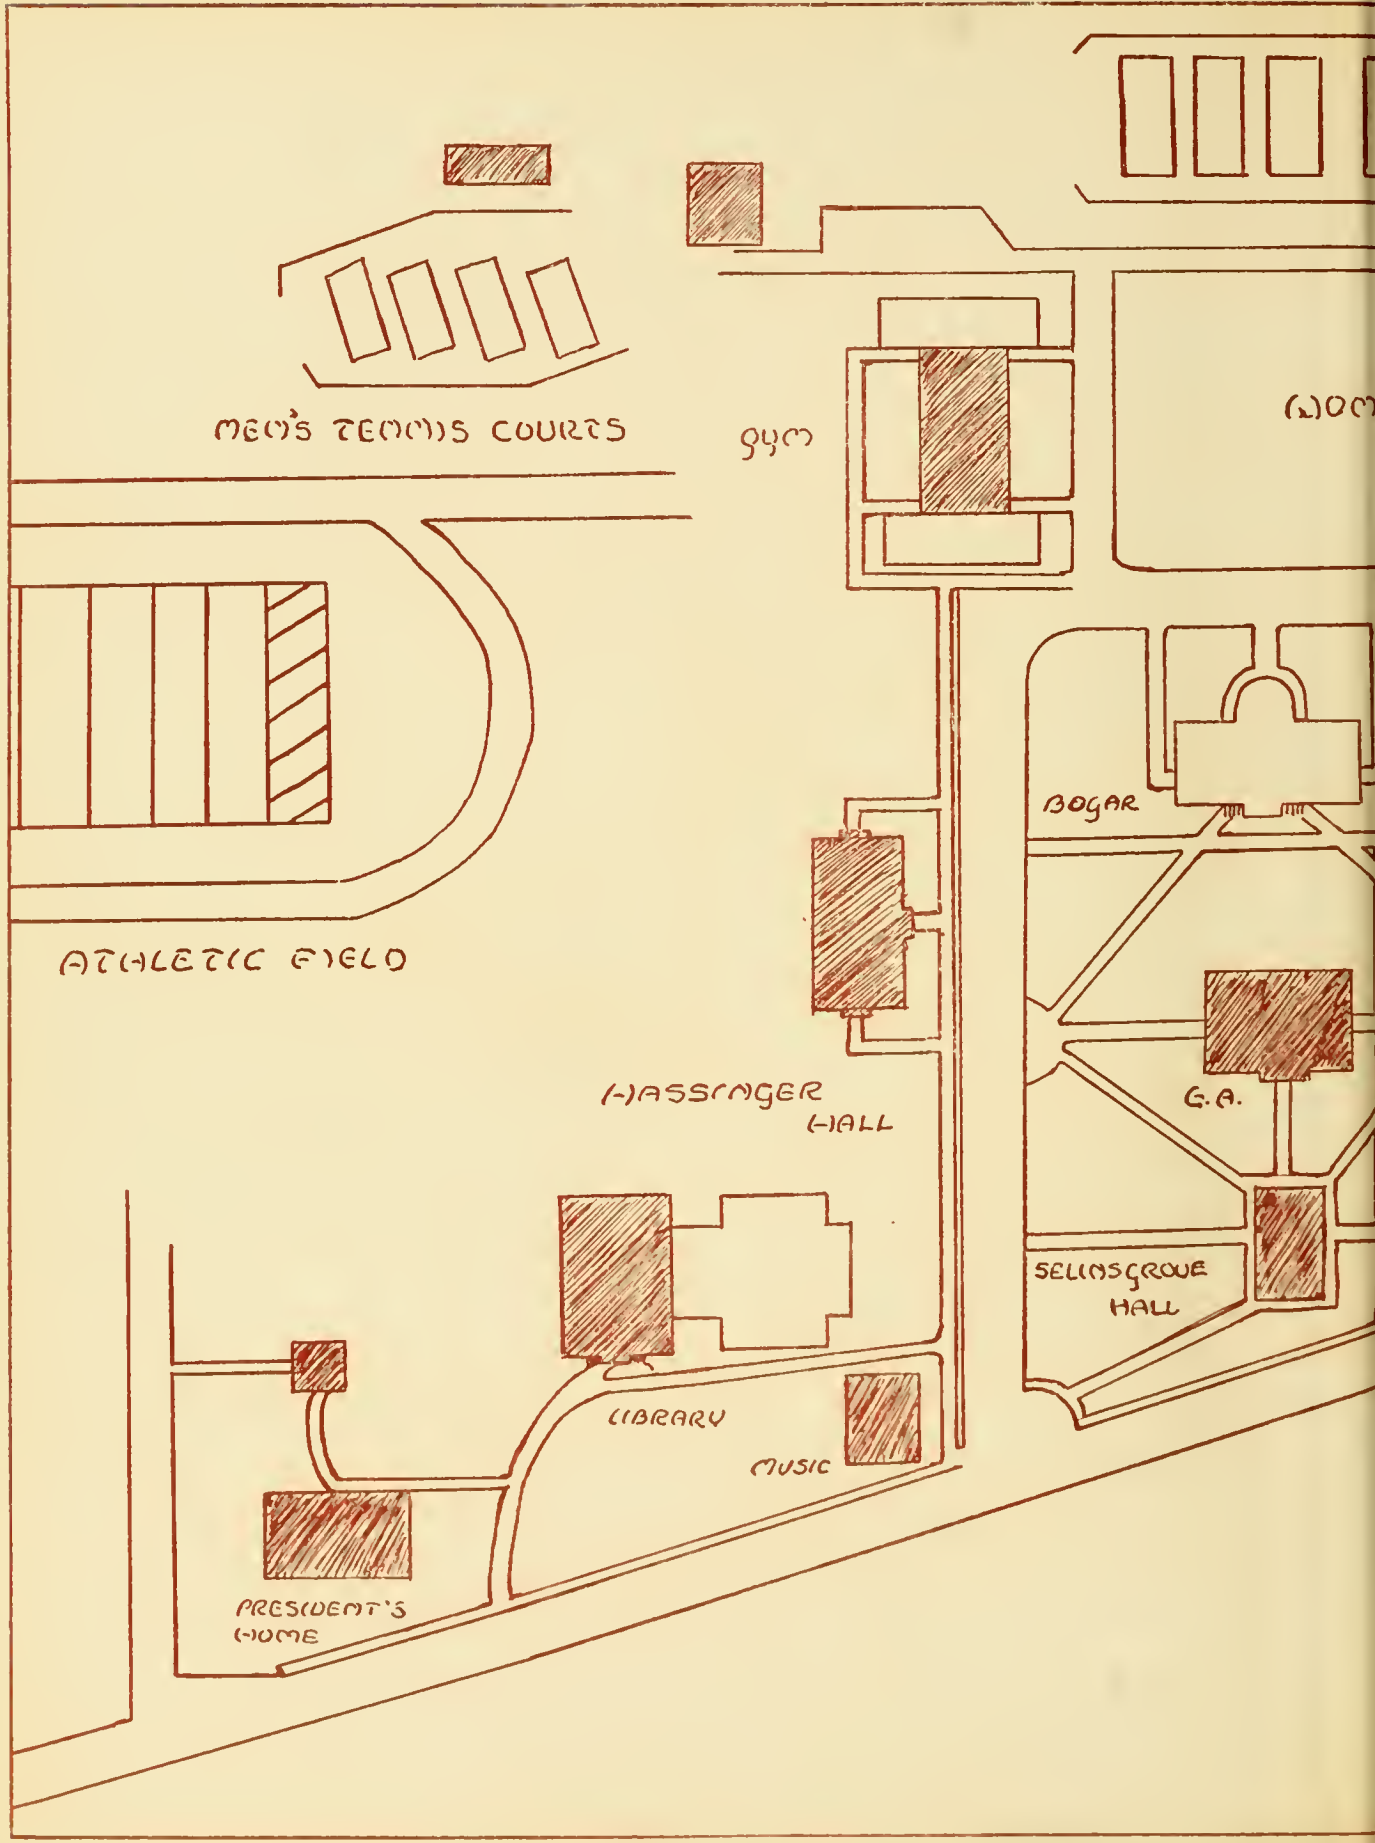 MEN'S TENNIS COURTS
GYM
WOM
BOGAR
ATHLETIC FIELD
HASSINGER
HALL
G.A.
SELINSGROVE
HALL
LIBRARY
MUSIC
PRESIDENT'S
HOME